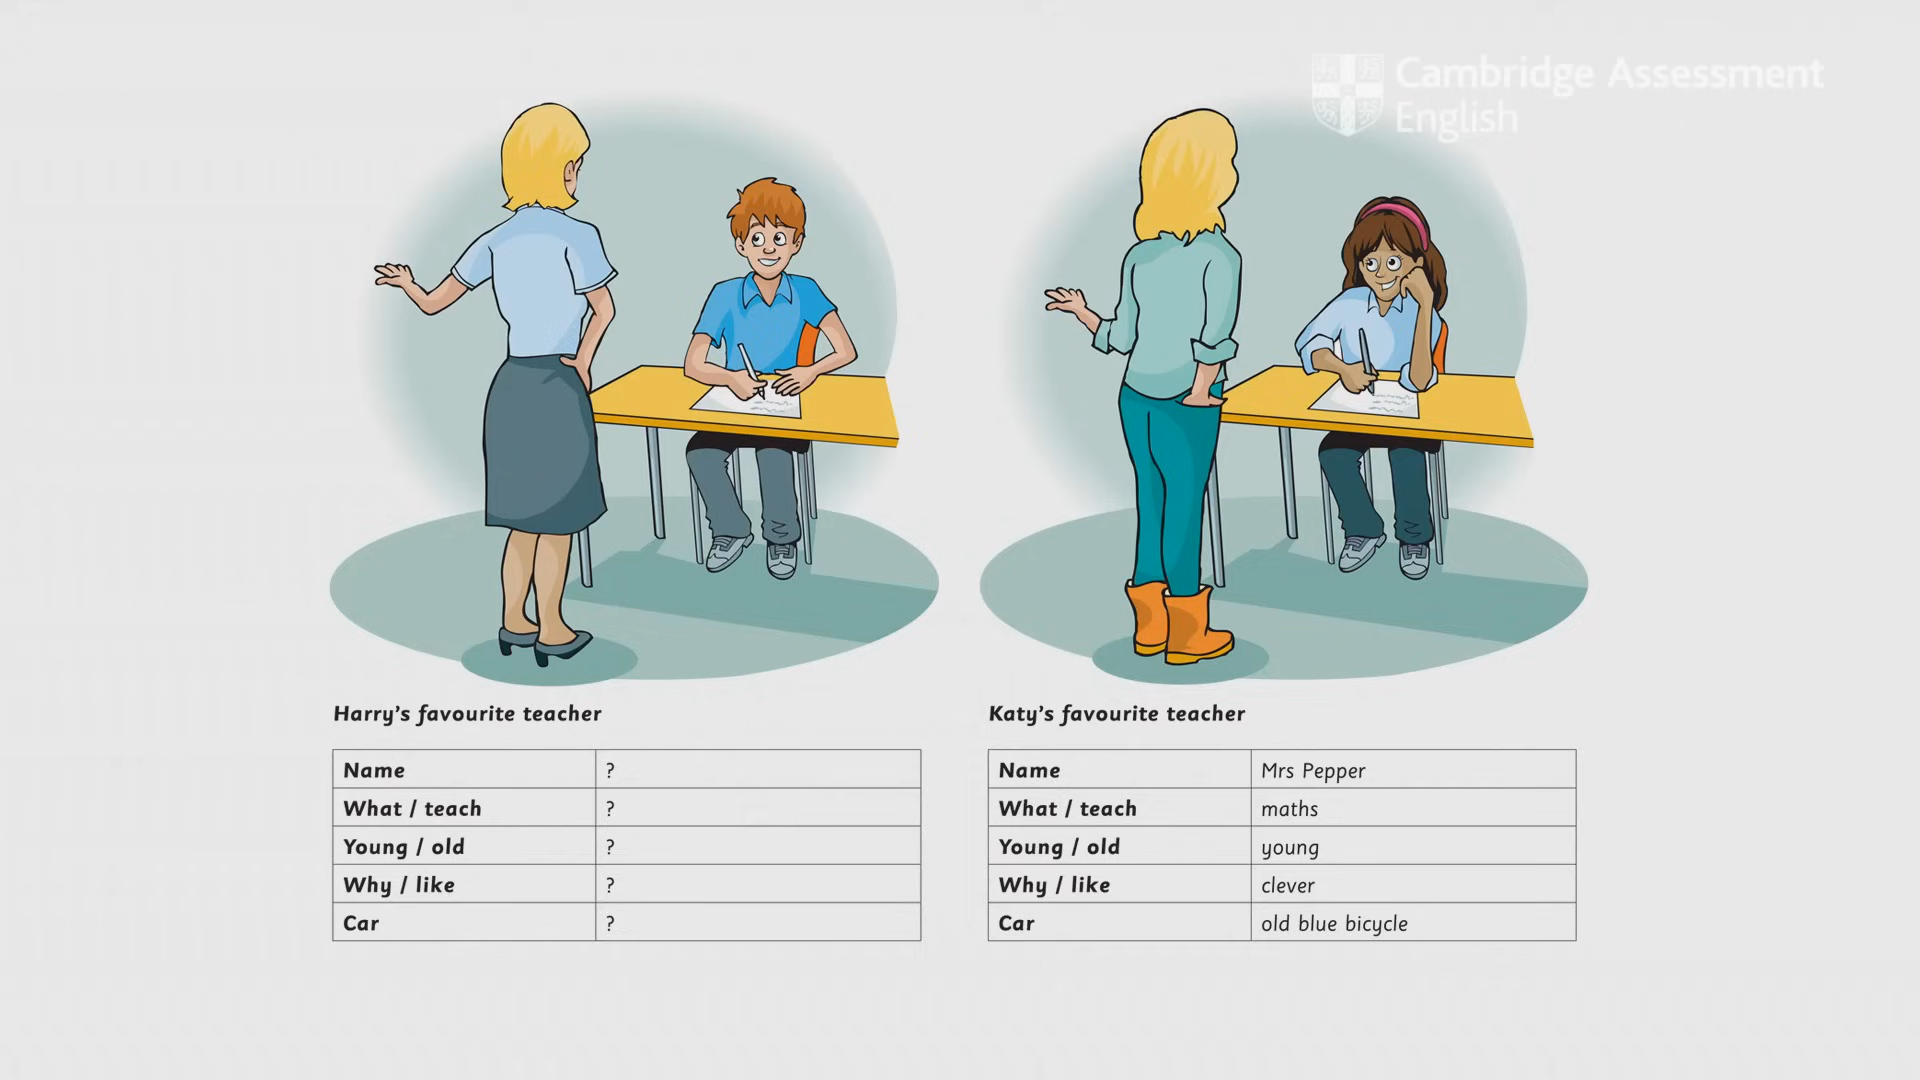 Cambridge Assessment
English
Harry's favourite teacher
Name ?
What / teach ?
Young / old ?
Why / like ?
Car ?
Katy's favourite teacher
Name Mrs Pepper
What / teach maths
Young / old young
Why / like clever
Car old blue bicycle